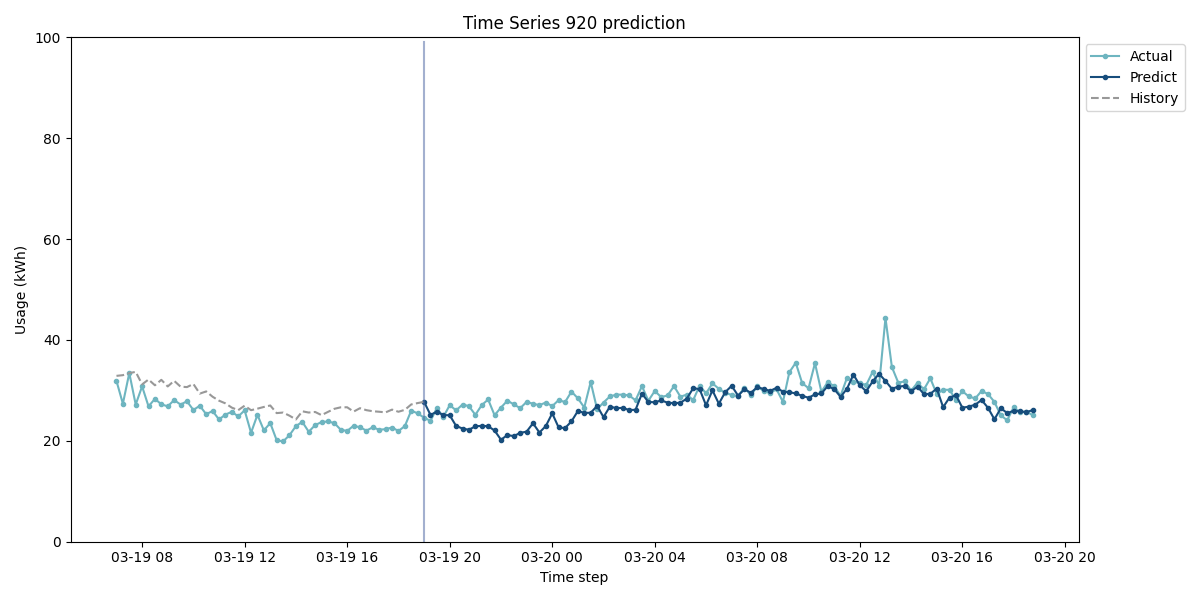 Time Series 920 prediction
Usage (kWh)
100
80
60
40
20
0
03-19 08
03-19 12
03-19 16
03-19 20
03-20 00
03-20 04
03-20 08
03-20 12
03-20 16
03-20 20
Time step
Actual
Predict
History